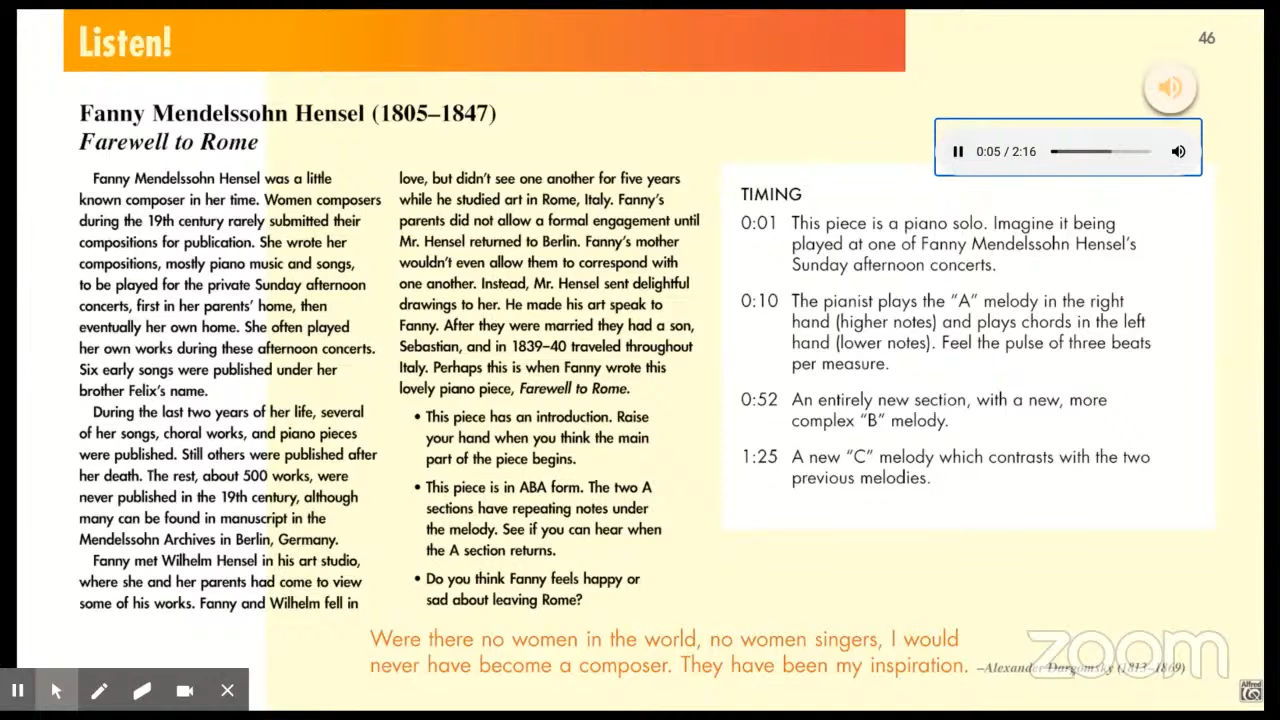 Listen!
46
Fanny Mendelssohn Hensel (1805–1847)
Farewell to Rome
Fanny Mendelssohn Hensel was a little
known composer in her time. Women composers
during the 19th century rarely submitted their
compositions for publication. She wrote her
compositions, mostly piano music and songs,
to be played for the private Sunday afternoon
concerts, first in her parents’ home, then
eventually her own home. She often played
her own works during these afternoon concerts.
Six early songs were published under her
brother Felix’s name.
During the last two years of her life, several
of her songs, choral works, and piano pieces
were published. Still others were published after
her death. The rest, about 500 works, were
never published in the 19th century, although
many can be found in manuscript in the
Mendelssohn Archives in Berlin, Germany.
Fanny met Wilhelm Hensel in his art studio,
where she and her parents had come to view
some of his works. Fanny and Wilhelm fell in
love, but didn’t see one another for five years
while he studied art in Rome, Italy. Fanny’s
parents did not allow a formal engagement until
Mr. Hensel returned to Berlin. Fanny’s mother
wouldn’t even allow them to correspond with
one another. Instead, Mr. Hensel sent delightful
drawings to her. He made his art speak to
Fanny. After they were married they had a son,
Sebastian, and in 1839–40 traveled throughout
Italy. Perhaps this is when Fanny wrote this
lovely piano piece, Farewell to Rome.
• This piece has an introduction. Raise
your hand when you think the main
part of the piece begins.
• This piece is in ABA form. The two A
sections have repeating notes under
the melody. See if you can hear when
the A section returns.
• Do you think Fanny feels happy or
sad about leaving Rome?
0:05 / 2:16
TIMING
0:01 This piece is a piano solo. Imagine it being
played at one of Fanny Mendelssohn Hensel’s
Sunday afternoon concerts.
0:10 The pianist plays the “A” melody in the right
hand (higher notes) and plays chords in the left
hand (lower notes). Feel the pulse of three beats
per measure.
0:52 An entirely new section, with a new, more
complex “B” melody.
1:25 A new “C” melody which contrasts with the two
previous melodies.
Were there no women in the world, no women singers, I would
never have become a composer. They have been my inspiration.
–Alexander Dargomsky (1813–1869)
zoom
Alfred